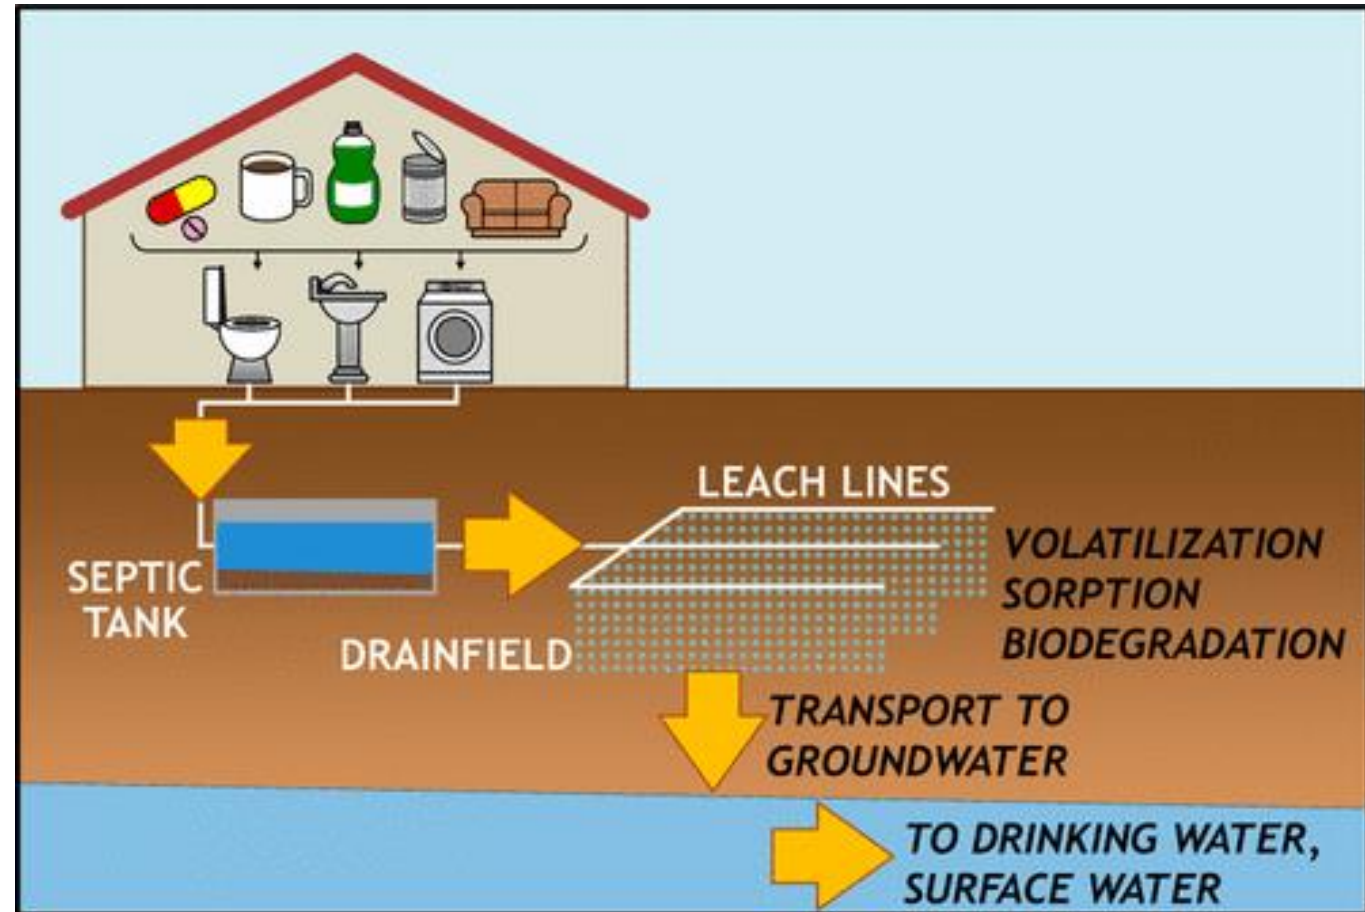 LEACH LINES
VOLATILIZATION
SORPTION
BIODEGRADATION
SEPTIC
TANK
DRAINFIELD
TRANSPORT TO
GROUNDWATER
TO DRINKING WATER,
SURFACE WATER